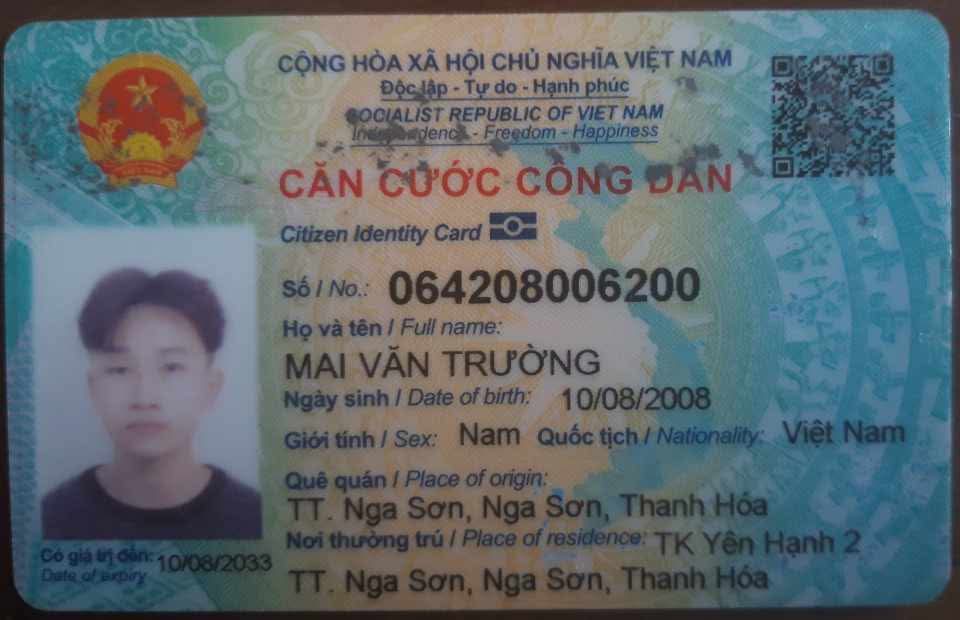 CỘNG HÒA XÃ HỘI CHỦ NGHĨA VIỆT NAM
Độc lập - Tự do - Hạnh phúc
SOCIALIST REPUBLIC OF VIET NAM
Independence - Freedom - Happiness
CĂN CƯỚC CÔNG DÂN
Citizen Identity Card
Số / No.: 064208006200
Họ và tên / Full name:
MAI VĂN TRƯỜNG
Ngày sinh / Date of birth: 10/08/2008
Giới tính / Sex: Nam Quốc tịch / Nationality: Việt Nam
Quê quán / Place of origin:
TT. Nga Sơn, Nga Sơn, Thanh Hóa
Nơi thường trú / Place of residence: TK Yên Hạnh 2
TT. Nga Sơn, Nga Sơn, Thanh Hóa
Có giá trị đến: 10/08/2033
Date of expiry